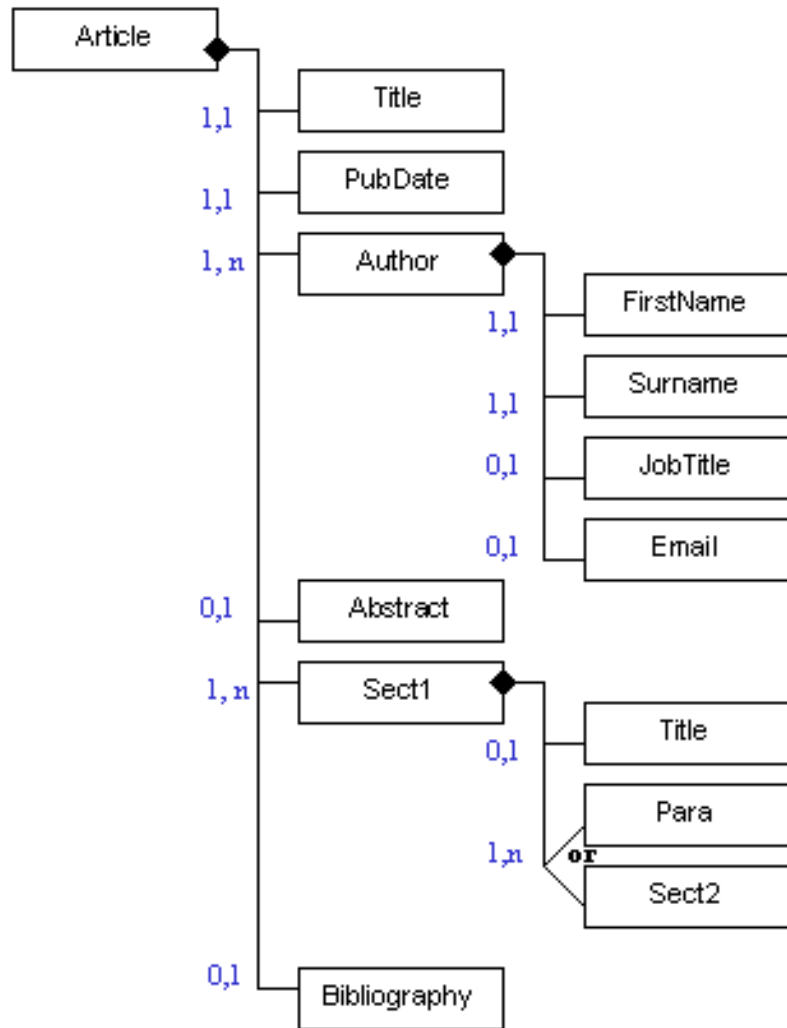 Article
Title
1,1
PubDate
1,1
Author
1, n
FirstName
1,1
Surname
1,1
JobTitle
0,1
Email
0,1
Abstract
0,1
Sect1
1, n
Title
0,1
Para
1,n
or
Sect2
Bibliography
0,1